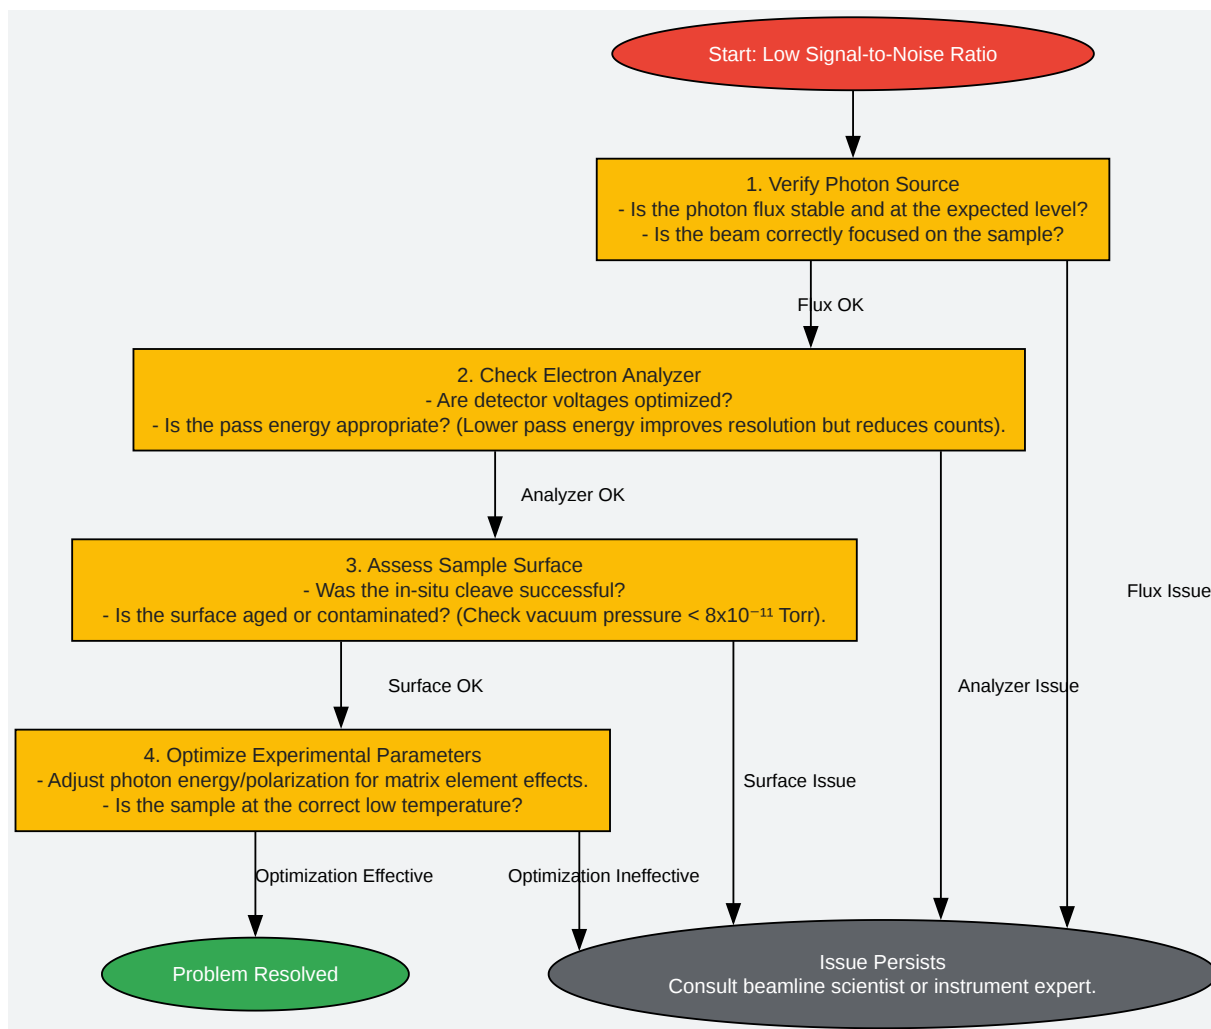 Start: Low Signal-to-Noise Ratio
1. Verify Photon Source
- Is the photon flux stable and at the expected level?
- Is the beam correctly focused on the sample?
Flux OK
2. Check Electron Analyzer
- Are detector voltages optimized?
- Is the pass energy appropriate? (Lower pass energy improves resolution but reduces counts).
Analyzer OK
3. Assess Sample Surface
- Was the in-situ cleave successful?
- Is the surface aged or contaminated? (Check vacuum pressure < 8x10⁻¹¹ Torr).
Flux Issue
Surface OK
Analyzer Issue
4. Optimize Experimental Parameters
- Adjust photon energy/polarization for matrix element effects.
- Is the sample at the correct low temperature?
Surface Issue
Optimization Effective
Optimization Ineffective
Problem Resolved
Issue Persists
Consult beamline scientist or instrument expert.